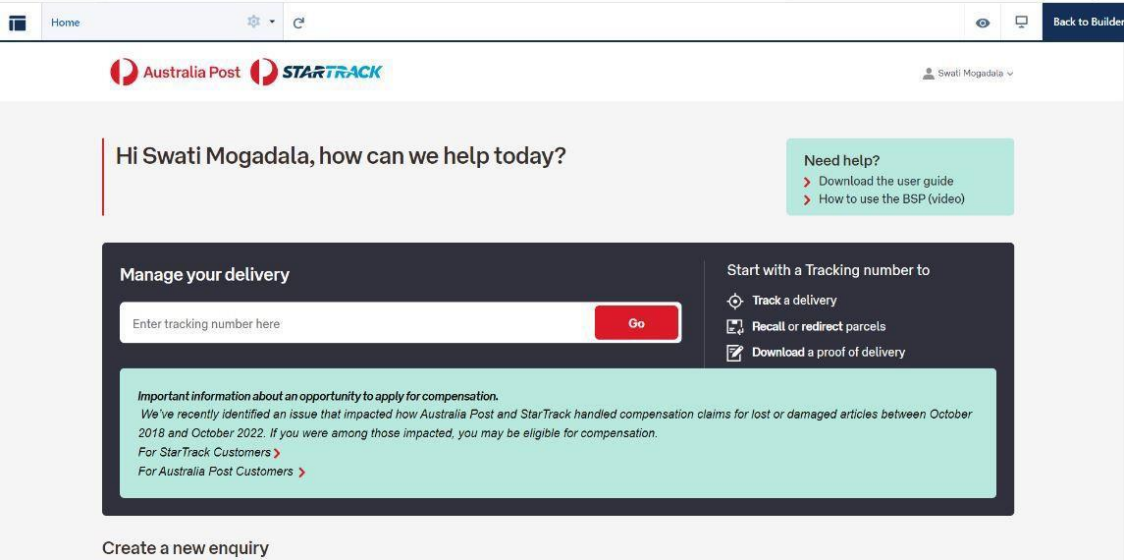 Home
Back to Builder
Australia Post STARTRACK
Swati Mogadala
Hi Swati Mogadala, how can we help today?
Need help?
Download the user guide
How to use the BSP (video)
Manage your delivery
Enter tracking number here
Go
Start with a Tracking number to
Track a delivery
Recall or redirect parcels
Download a proof of delivery
Important information about an opportunity to apply for compensation.
We've recently identified an issue that impacted how Australia Post and StarTrack handled compensation claims for lost or damaged articles between October
2018 and October 2022. If you were among those impacted, you may be eligible for compensation.
For StarTrack Customers
For Australia Post Customers
Create a new enquiry